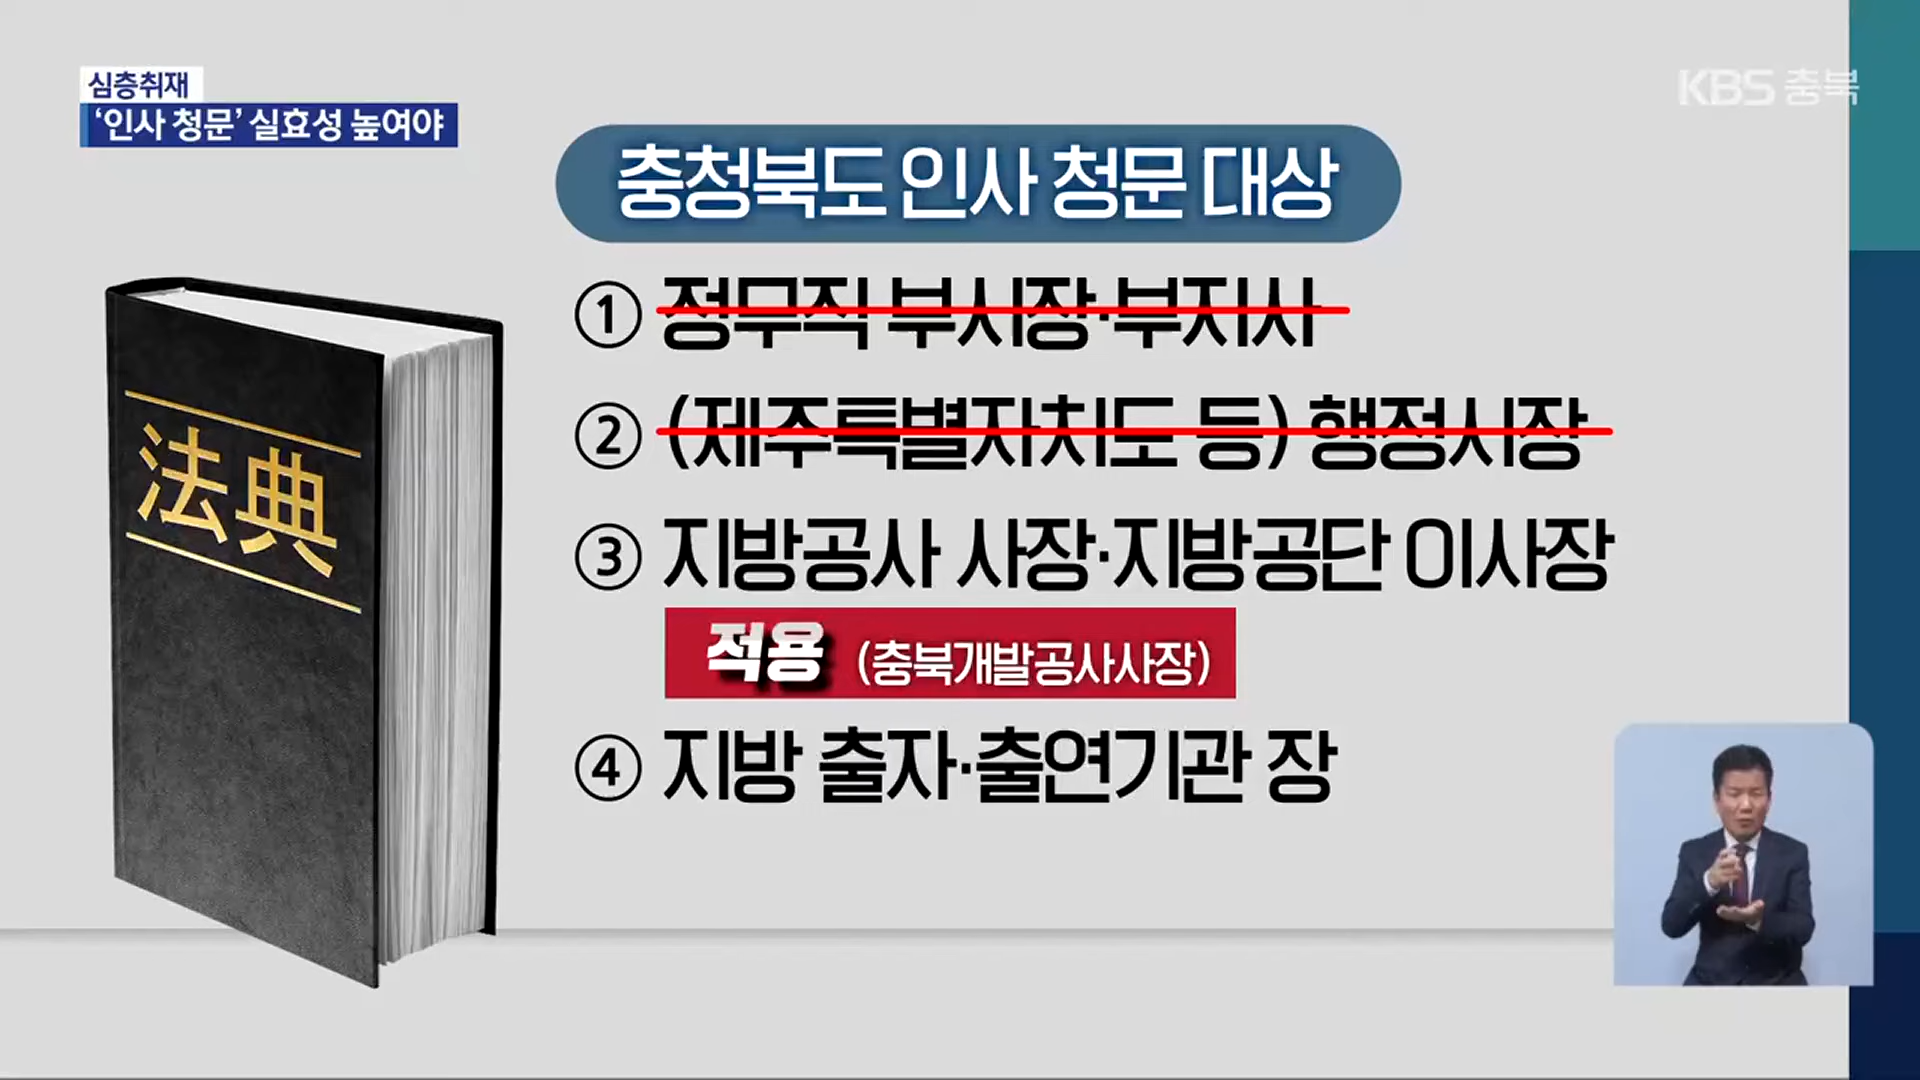 심층취재
‘인사 청문’ 실효성 높여야
KBS 충북
충청북도 인사 청문 대상
① 정무직 부시장·부지사
② (제주특별자치도 등) 행정시장
③ 지방공사 사장·지방공단 이사장
적용 (충북개발공사사장)
④ 지방 출자·출연기관 장
法典